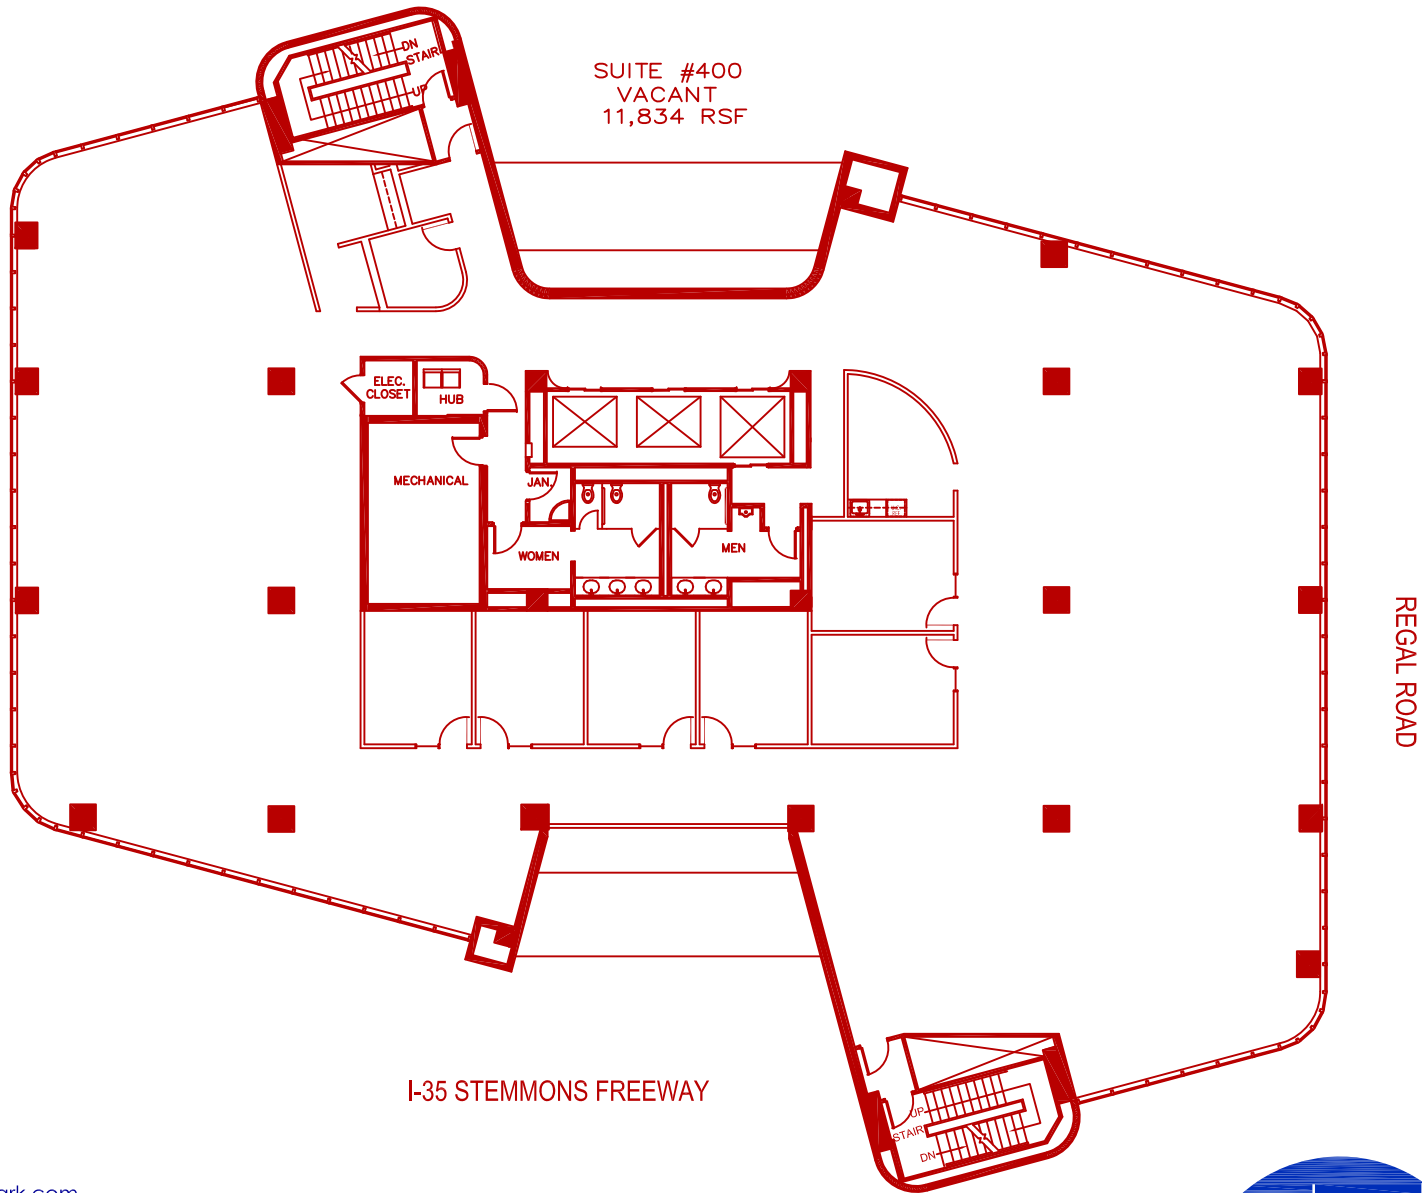 DN
STAIR
UP
SUITE #400
VACANT
11,834 RSF
ELEC.
CLOSET
HUB
MECHANICAL
JAN.
WOMEN
MEN
REGAL ROAD
I-35 STEMMONS FREEWAY
UP
STAIR
DN